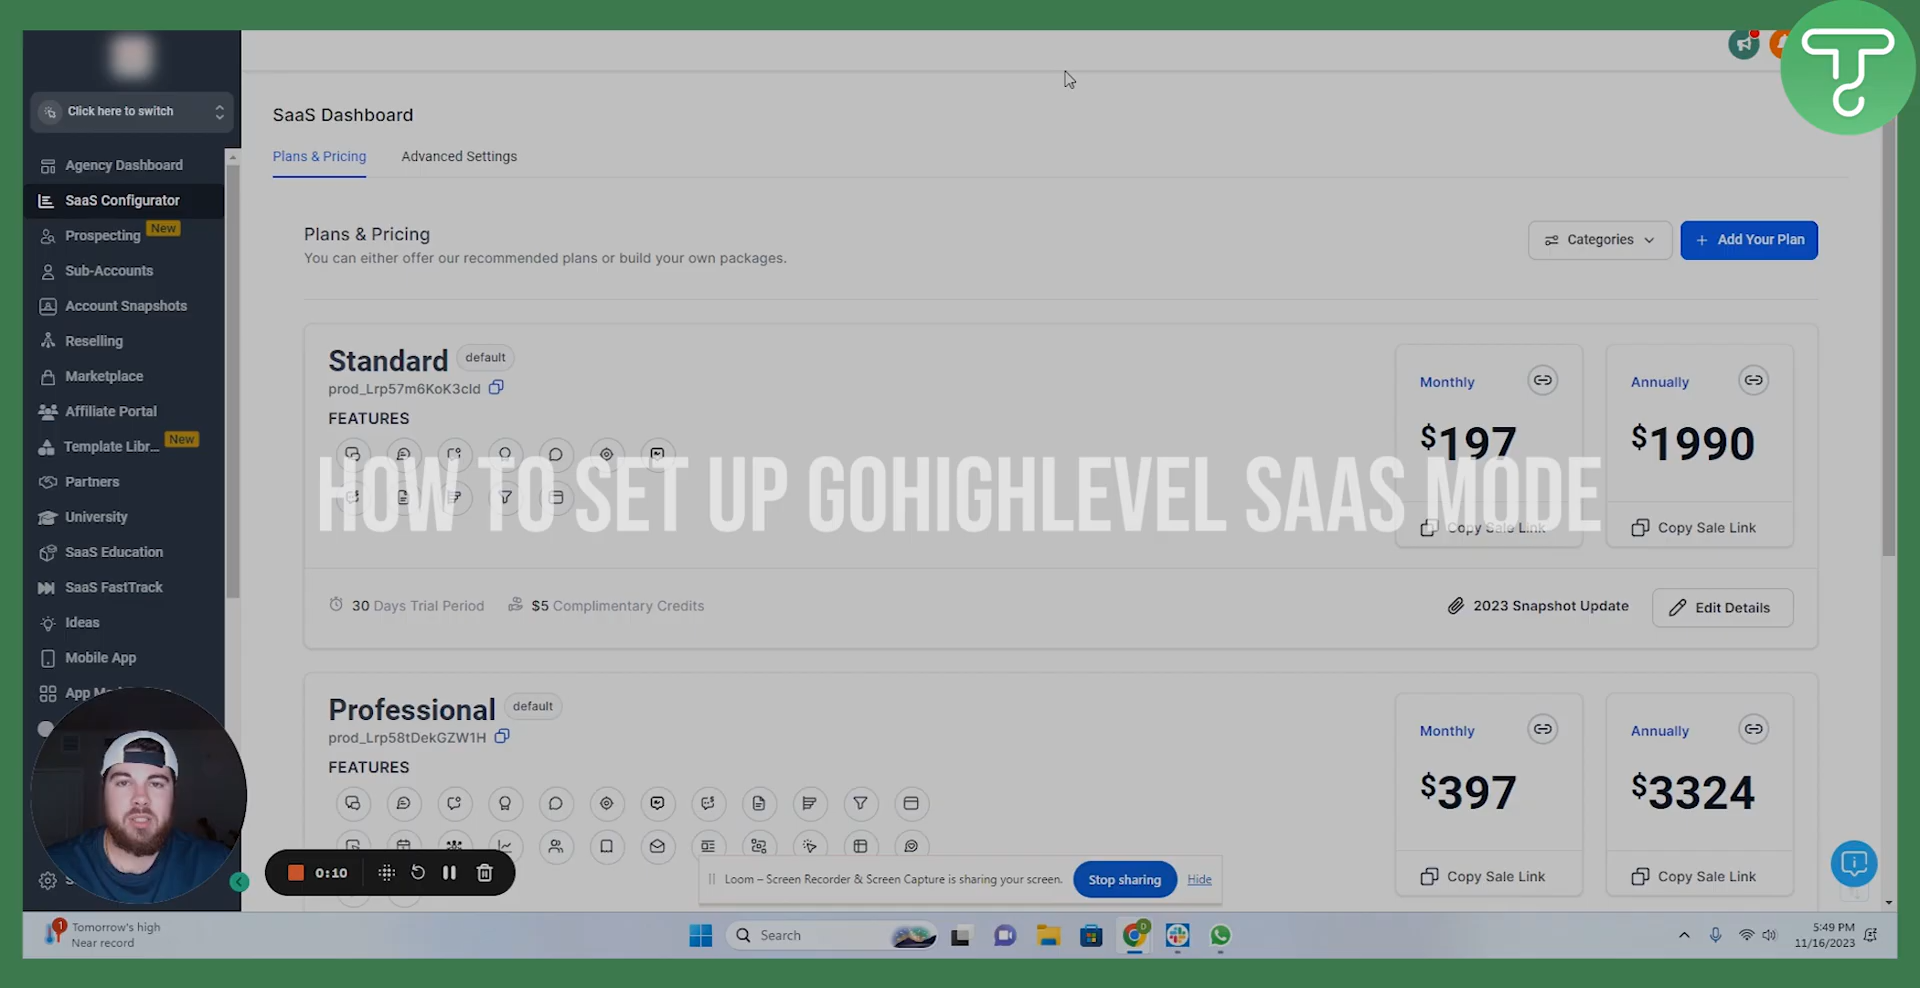 Click here to switch
Agency Dashboard
SaaS Configurator
Prospecting New
Sub-Accounts
Account Snapshots
Reselling
Marketplace
Affiliate Portal
Template Libr... New
Partners
University
SaaS Education
SaaS FastTrack
Ideas
Mobile App
SaaS Dashboard
Plans & Pricing Advanced Settings
Plans & Pricing
You can either offer our recommended plans or build your own packages.
Categories
+ Add Your Plan
Standard default
prod_Lrp57m6KoK3cld
FEATURES
Monthly
$197
Copy Sale Link
Annually
$1990
Copy Sale Link
HOW TO SET UP GOHIGHLEVEL SAAS MODE
30 Days Trial Period $5 Complimentary Credits
2023 Snapshot Update
Edit Details
Professional default
prod_Lrp58tDekGZW1H
FEATURES
Monthly
$397
Copy Sale Link
Annually
$3324
Copy Sale Link
0:10
Loom – Screen Recorder & Screen Capture is sharing your screen.
Stop sharing
Hide
1
Tomorrow's high
Near record
Search
5:49 PM
11/16/2023